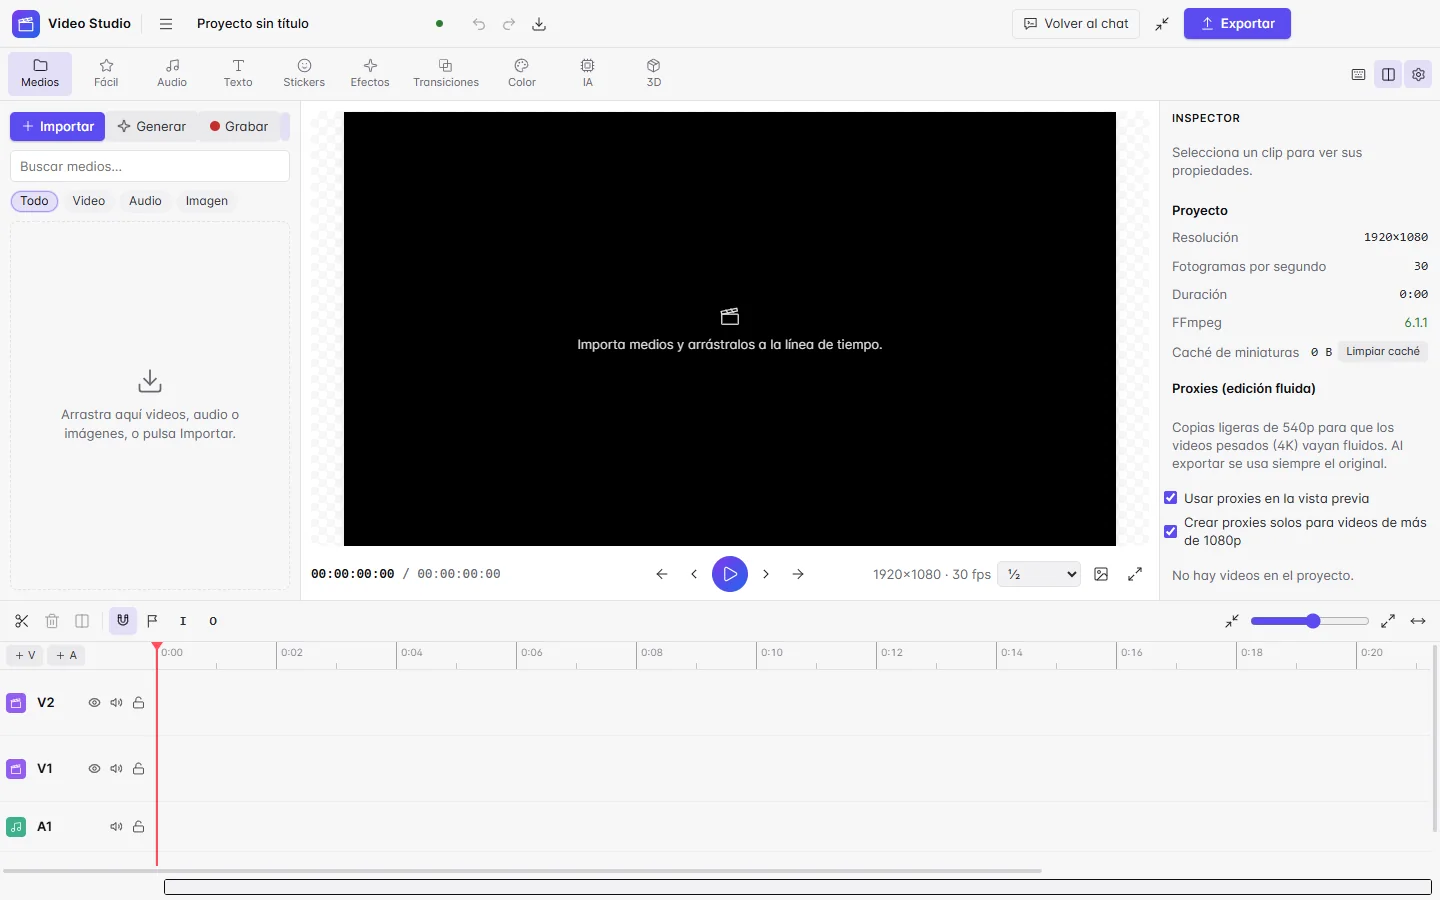 Video Studio
Proyecto sin título
Volver al chat
Exportar
Medios
Fácil
Audio
Texto
Stickers
Efectos
Transiciones
Color
IA
3D
Importar
Generar
Grabar
Buscar medios...
Todo
Video
Audio
Imagen
Arrastra aquí videos, audio o
imágenes, o pulsa Importar.
Importa medios y arrástralos a la línea de tiempo.
00:00:00:00 / 00:00:00:00
1920×1080 · 30 fps
½
INSPECTOR
Selecciona un clip para ver sus
propiedades.
Proyecto
Resolución 1920×1080
Fotogramas por segundo 30
Duración 0:00
FFmpeg 6.1.1
Caché de miniaturas 0 B Limpiar caché
Proxies (edición fluida)
Copias ligeras de 540p para que los
videos pesados (4K) vayan fluidos. Al
exportar se usa siempre el original.
Usar proxies en la vista previa
Crear proxies solos para videos de más
de 1080p
No hay videos en el proyecto.
I
O
+ V
+ A
0:00
0:02
0:04
0:06
0:08
0:10
0:12
0:14
0:16
0:18
0:20
V2
V1
A1